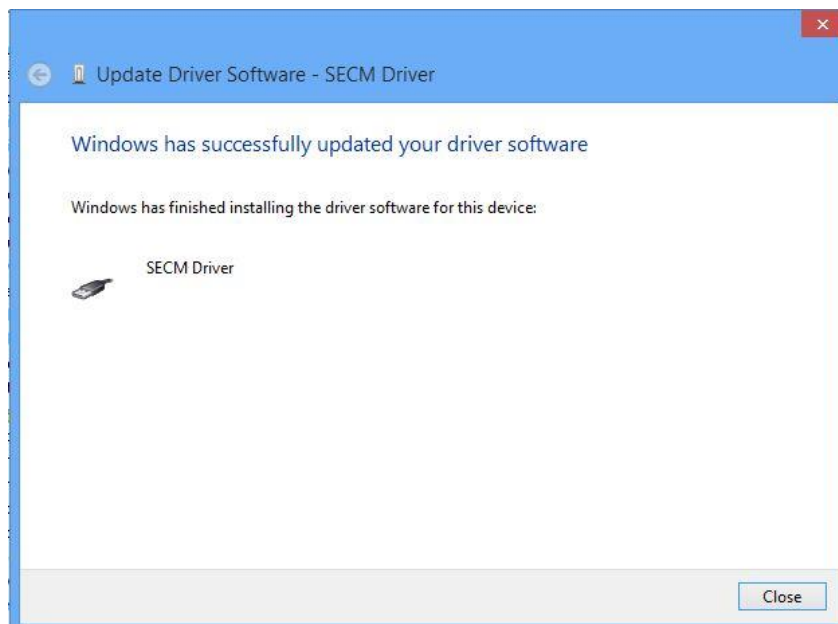 Update Driver Software - SECM Driver
Windows has successfully updated your driver software
Windows has finished installing the driver software for this device:
SECM Driver
Close